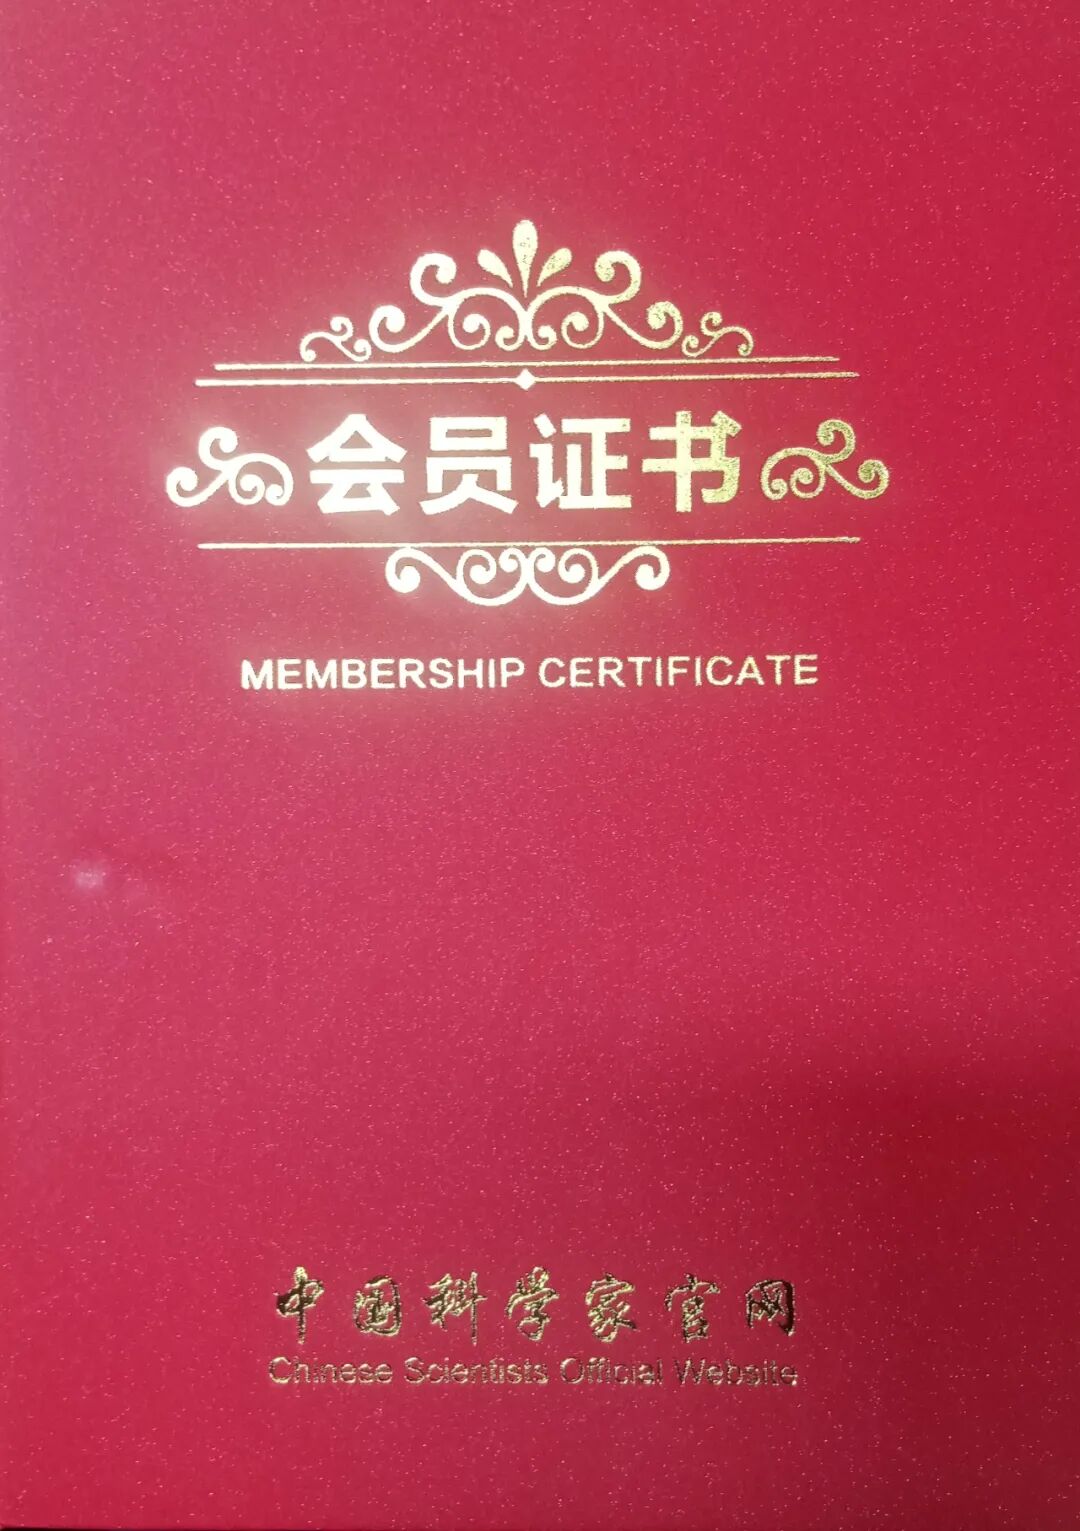 会员证书
MEMBERSHIP CERTIFICATE
中国科学家官网
Chinese Scientists Official Website